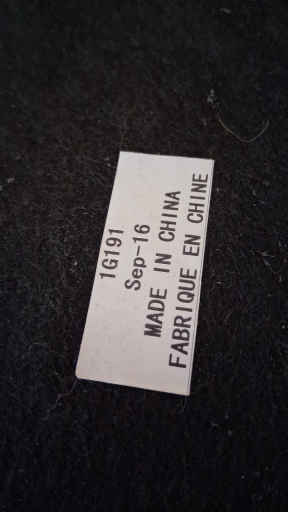 1G191
Sep-16
MADE IN CHINA
FABRIQUE EN CHINE